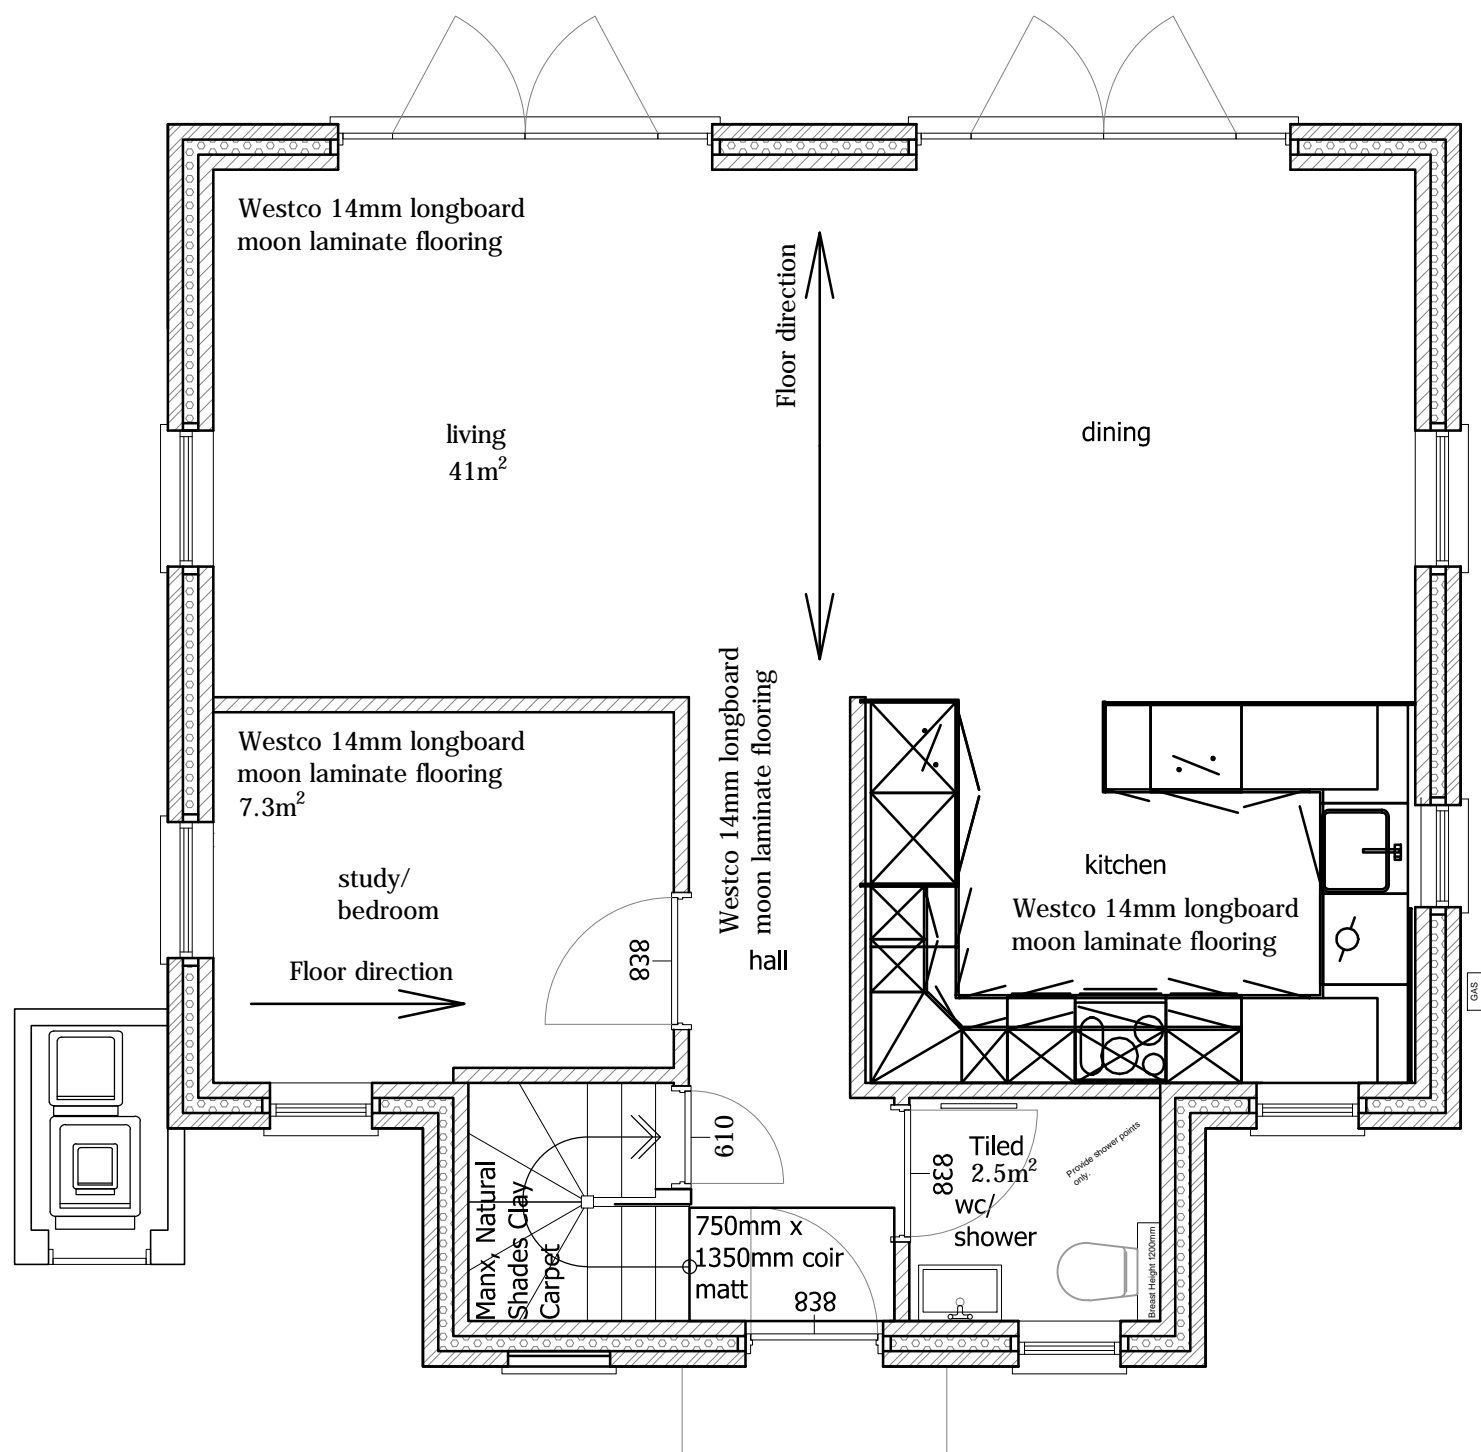 Westco 14mm longboard
moon laminate flooring
Floor direction
living
41m²
dining
Westco 14mm longboard
moon laminate flooring
Westco 14mm longboard
moon laminate flooring
7.3m²
study/
bedroom
Floor direction
838
hall
kitchen
Westco 14mm longboard
moon laminate flooring
GAS
610
Manx, Natural
Shades Clay
Carpet
750mm x
1350mm coir
matt
838
838
Tiled
2.5m²
wc/
shower
Provide shower points
only.
Breast Height 1200mm